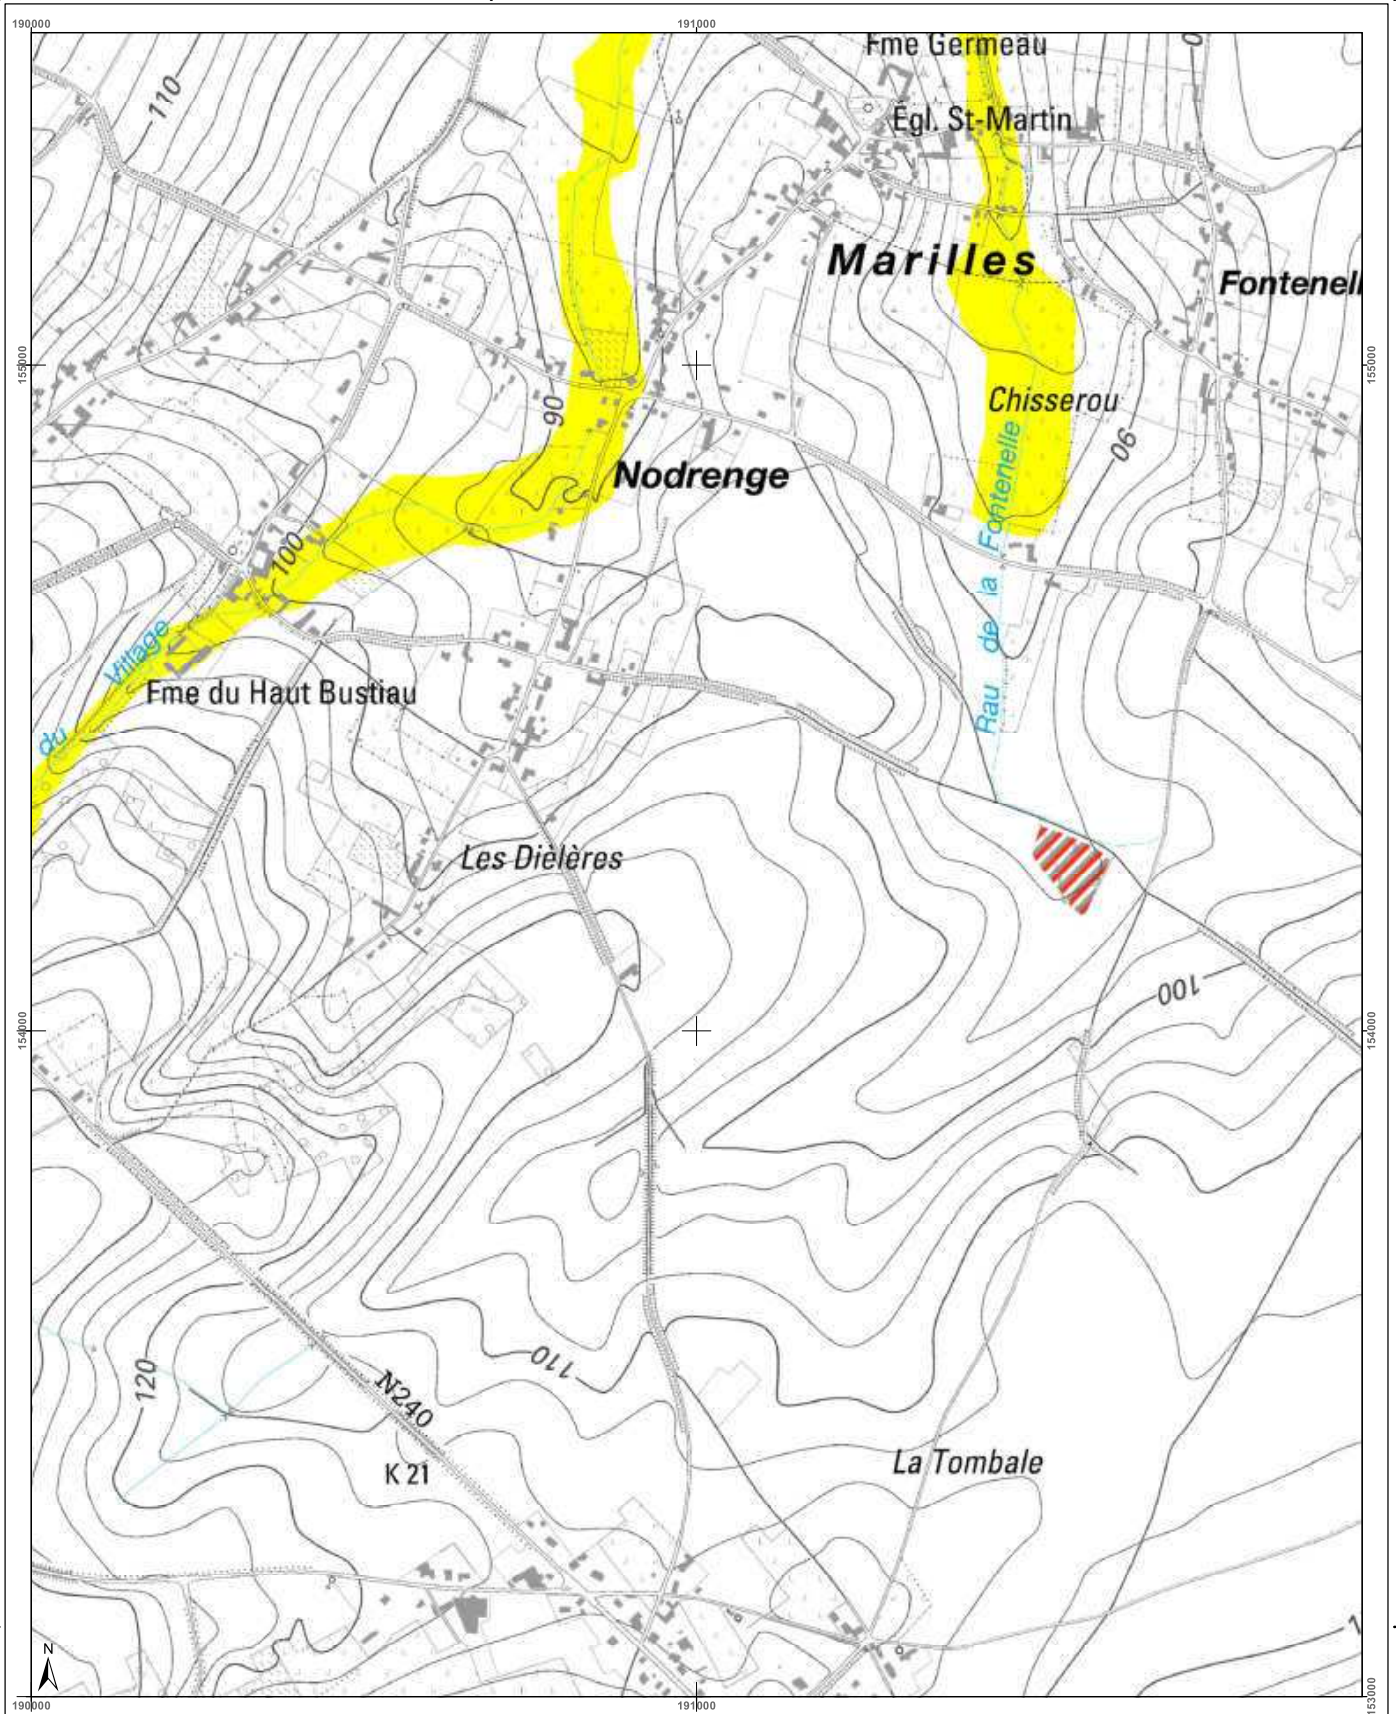 190000
191000
Fme Germeau
0
110
Égl. St-Martin
Marilles
Fontenell
155000
155000
Chisserou
90
90
Nodrenge
Rau de la Fontenelle
100
du Village
Fme du Haut Bustiau
Les Dièlères
100
154000
154000
110
120
N240
K 21
La Tombale
1
N
190000
191000
153000